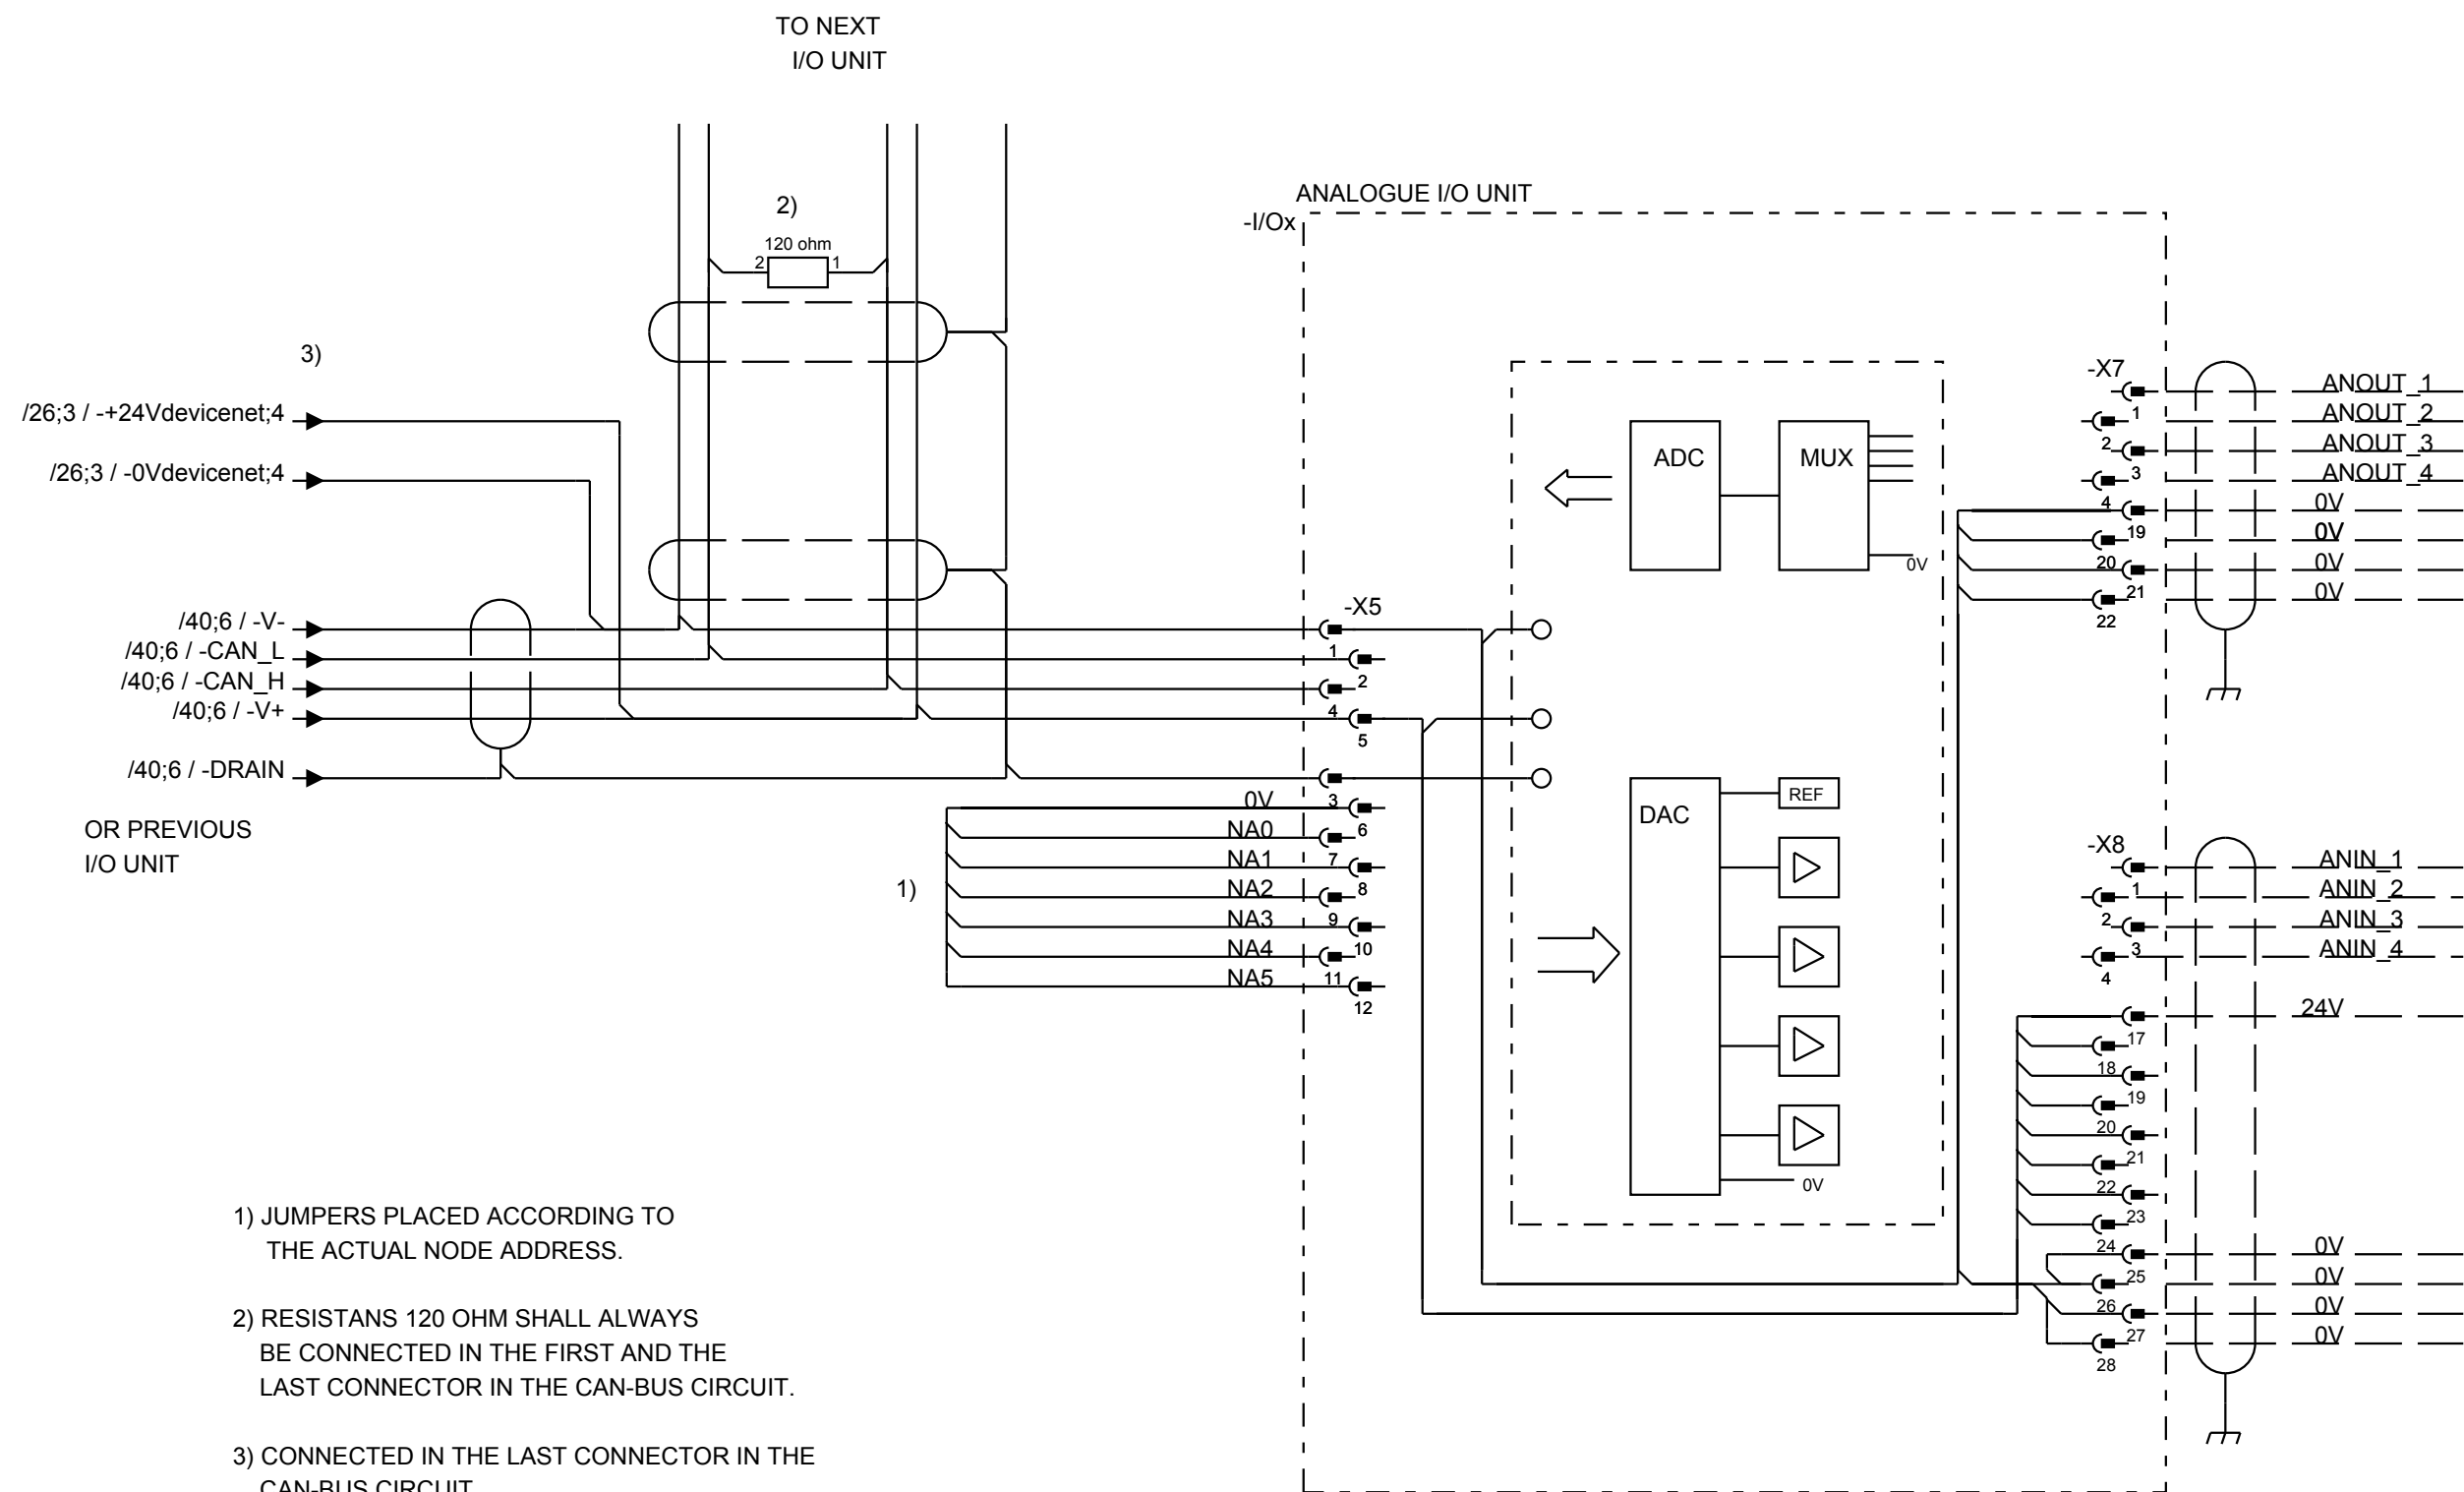 TO NEXT
I/O UNIT
2)
120 ohm
2 1
ANALOGUE I/O UNIT
-I/Ox
3)
/26;3 / -+24Vdevicenet;4
/26;3 / -0Vdevicenet;4
/40;6 / -V-
/40;6 / -CAN_L
/40;6 / -CAN_H
/40;6 / -V+
/40;6 / -DRAIN
OR PREVIOUS
I/O UNIT
-X5
1
2
4
5
0V 3
NA0 6
NA1 7
NA2 8
NA3 9
NA4 10
NA5 11
12
1)
ADC MUX
0V
DAC REF
0V
-X7
ANOUT_1
1 ANOUT_2
2 ANOUT_3
3 ANOUT_4
4 0V
19 0V
20 0V
21 0V
22
-X8
ANIN_1
1 ANIN_2
2 ANIN_3
3 ANIN_4
4
24V
17
18
19
20
21
22
23
24 0V
25 0V
26 0V
27 0V
28
1) JUMPERS PLACED ACCORDING TO
THE ACTUAL NODE ADDRESS.
2) RESISTANS 120 OHM SHALL ALWAYS
BE CONNECTED IN THE FIRST AND THE
LAST CONNECTOR IN THE CAN-BUS CIRCUIT.
3) CONNECTED IN THE LAST CONNECTOR IN THE
CAN-BUS CIRCUIT